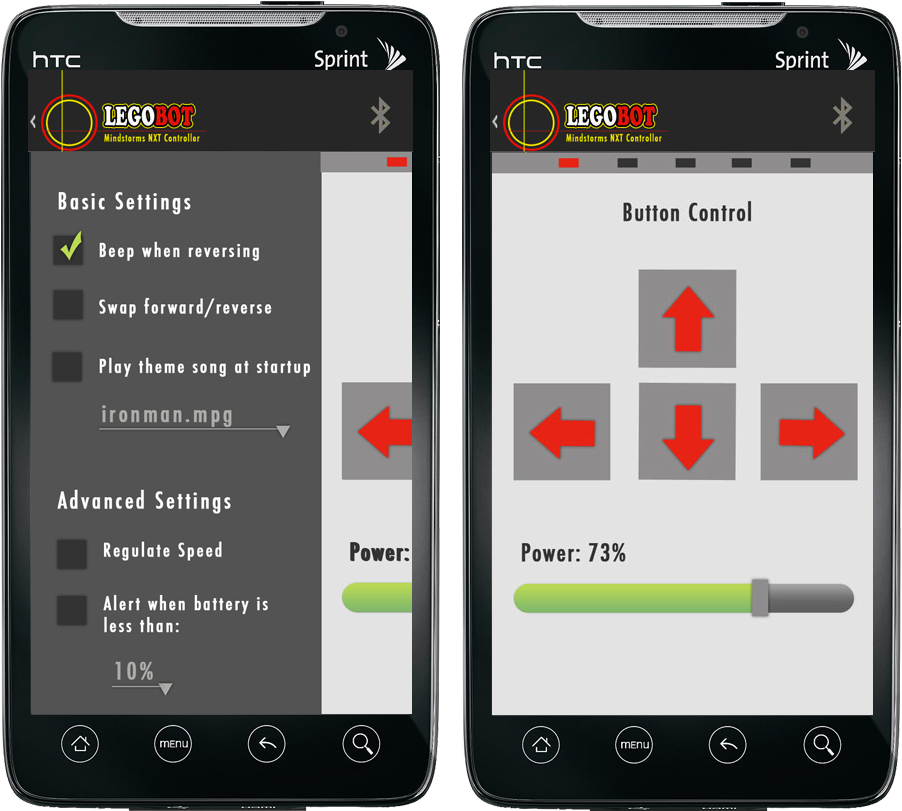 hTC
Sprint
LEGOBOT
Mindstorms NXT Controller
Basic Settings
Beep when reversing
Swap forward/reverse
Play theme song at startup
ironman.mpg
Advanced Settings
Regulate Speed
Alert when battery is
less than:
10%
Power:
mENU
hTC
Sprint
LEGOBOT
Mindstorms NXT Controller
Button Control
Power: 73%
mENU